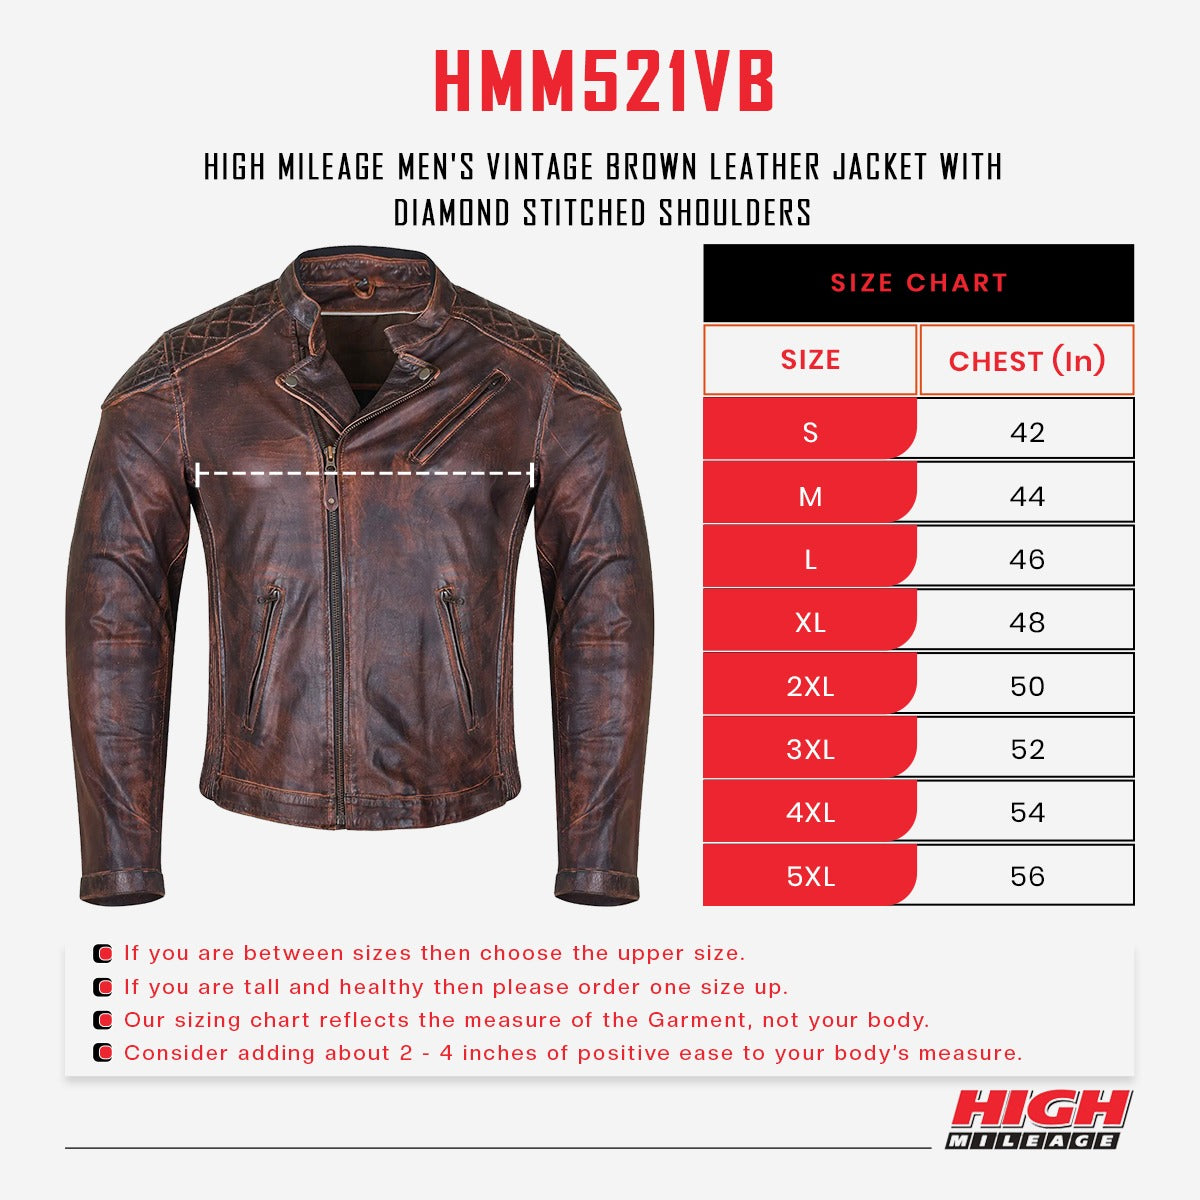 HMM521VB
HIGH MILEAGE MEN'S VINTAGE BROWN LEATHER JACKET WITH
DIAMOND STITCHED SHOULDERS
SIZE CHART
SIZE CHEST (In)
S 42
M 44
L 46
XL 48
2XL 50
3XL 52
4XL 54
5XL 56
If you are between sizes then choose the upper size.
If you are tall and healthy then please order one size up.
Our sizing chart reflects the measure of the Garment, not your body.
Consider adding about 2 - 4 inches of positive ease to your body's measure.
HIGH
MILEAGE